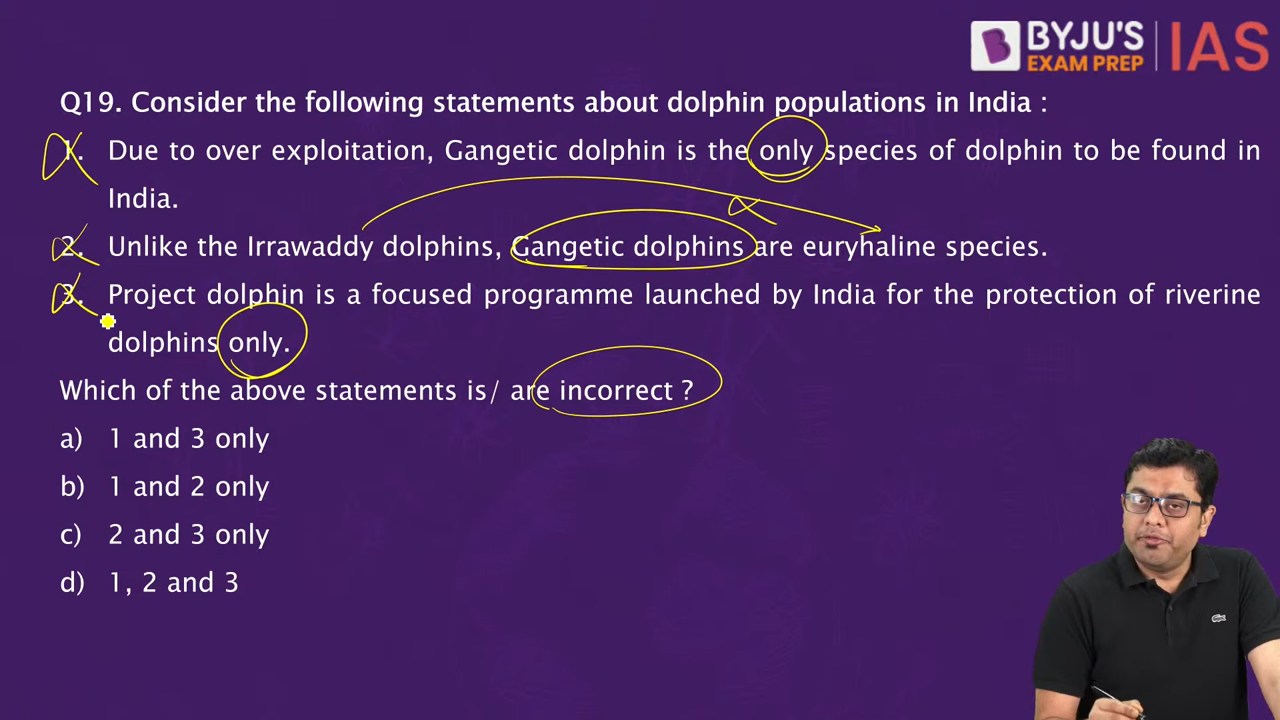 BYJU'S
EXAM PREP
IAS
Q19. Consider the following statements about dolphin populations in India :
1. Due to over exploitation, Gangetic dolphin is the only species of dolphin to be found in
India.
2. Unlike the Irrawaddy dolphins, Gangetic dolphins are euryhaline species.
3. Project dolphin is a focused programme launched by India for the protection of riverine
dolphins only.
Which of the above statements is/ are incorrect ?
a) 1 and 3 only
b) 1 and 2 only
c) 2 and 3 only
d) 1, 2 and 3